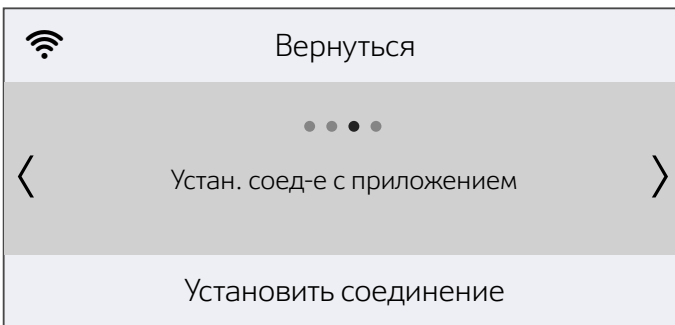 Вернуться
Устан. соед-е с приложением
Установить соединение